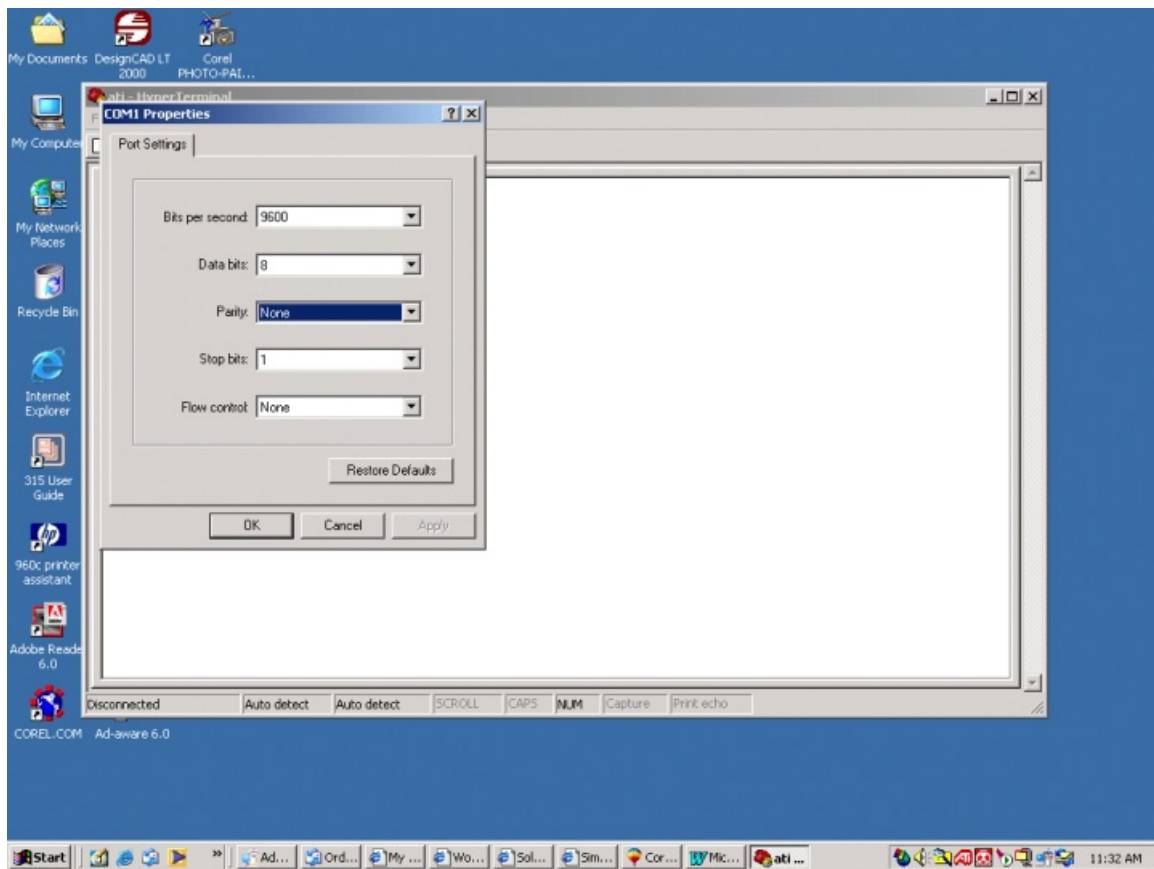 My Documents
DesignCAD LT
2000
Corel
PHOTO-PAI...
ati - HyperTerminal
COM1 Properties
My Computer
Port Settings
Bits per second:
9600
My Network
Places
Data bits:
8
Recycle Bin
Parity:
None
Stop bits:
1
Internet
Explorer
Flow control:
None
Restore Defaults
315 User
Guide
OK
Cancel
Apply
960c printer
assistant
Adobe Reade
6.0
Disconnected
Auto detect
Auto detect
SCROLL
CAPS
NUM
Capture
Print echo
COREL.COM
Ad-aware 6.0
Start
»
Ad...
Ord...
My ...
Wo...
Sol...
Sim...
Cor...
Mic...
ati ...
11:32 AM